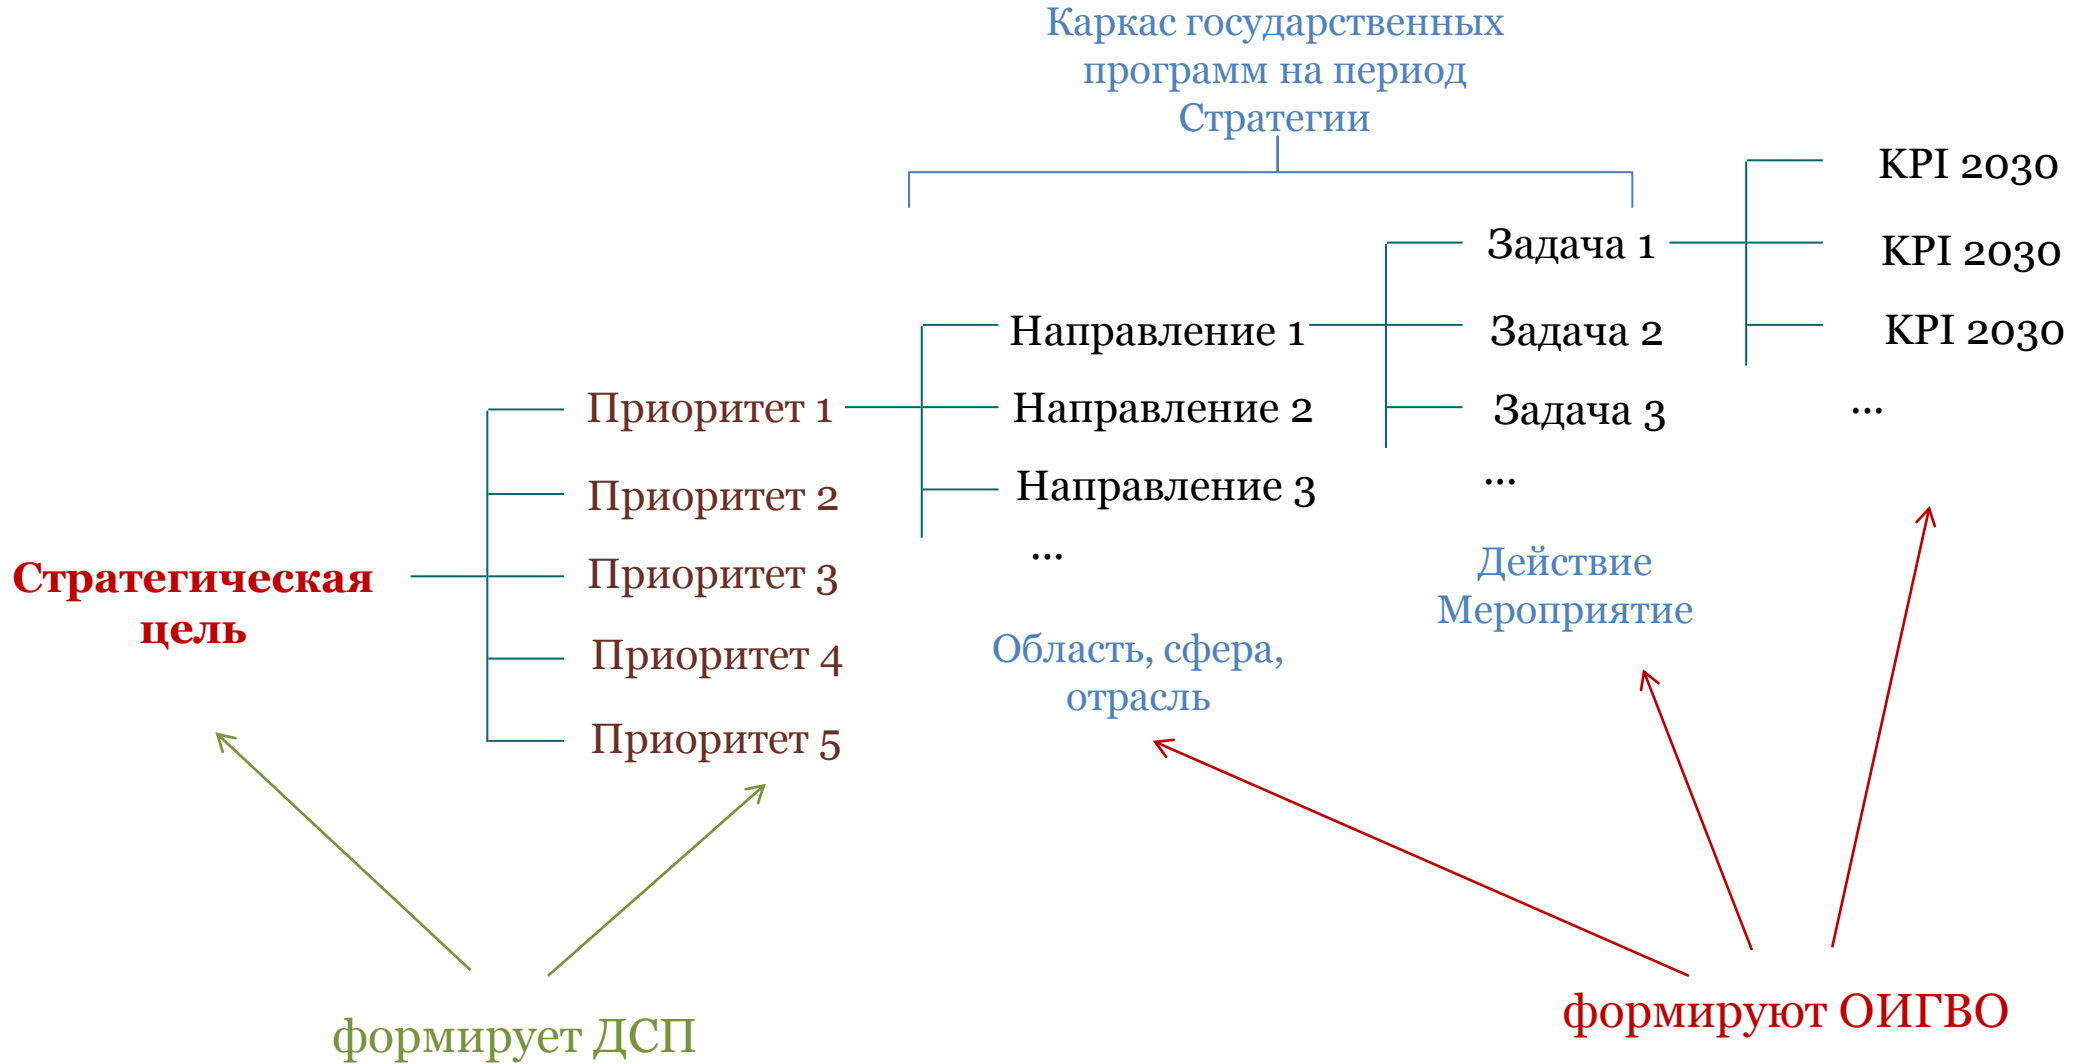 Каркас государственных
программ на период
Стратегии
KPI 2030
KPI 2030
KPI 2030
...
Задача 1
Задача 2
Задача 3
...
Направление 1
Направление 2
Направление 3
...
Приоритет 1
Приоритет 2
Приоритет 3
Приоритет 4
Приоритет 5
Стратегическая
цель
Действие
Мероприятие
Область, сфера,
отрасль
формирует ДСП
формируют ОИГВО